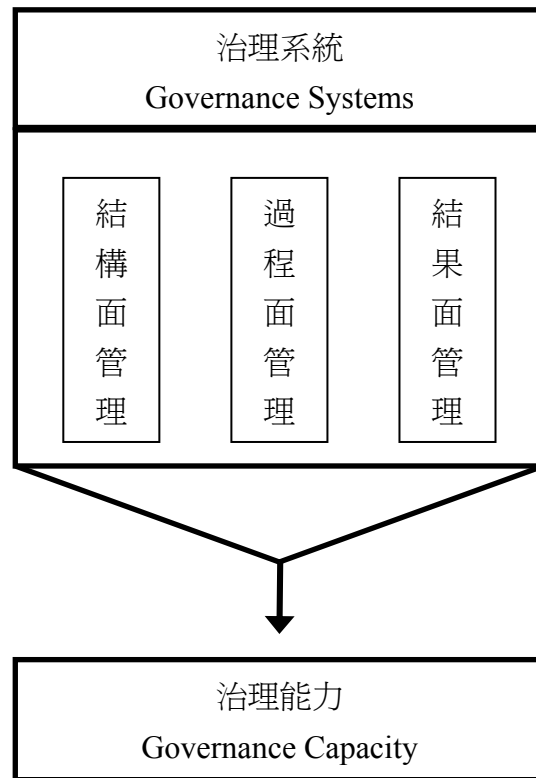 治理系統
Governance Systems
結構面管理
過程面管理
結果面管理
治理能力
Governance Capacity